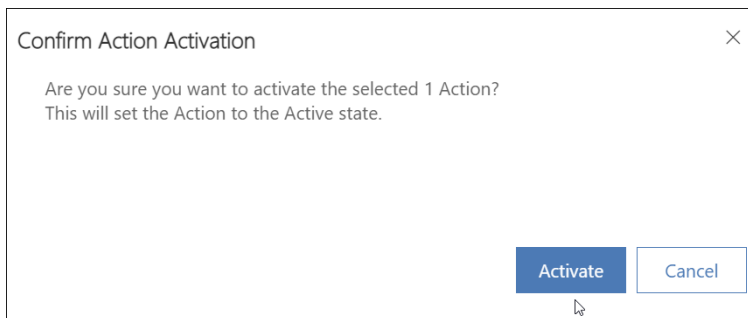 Confirm Action Activation
Are you sure you want to activate the selected 1 Action?
This will set the Action to the Active state.
Activate Cancel